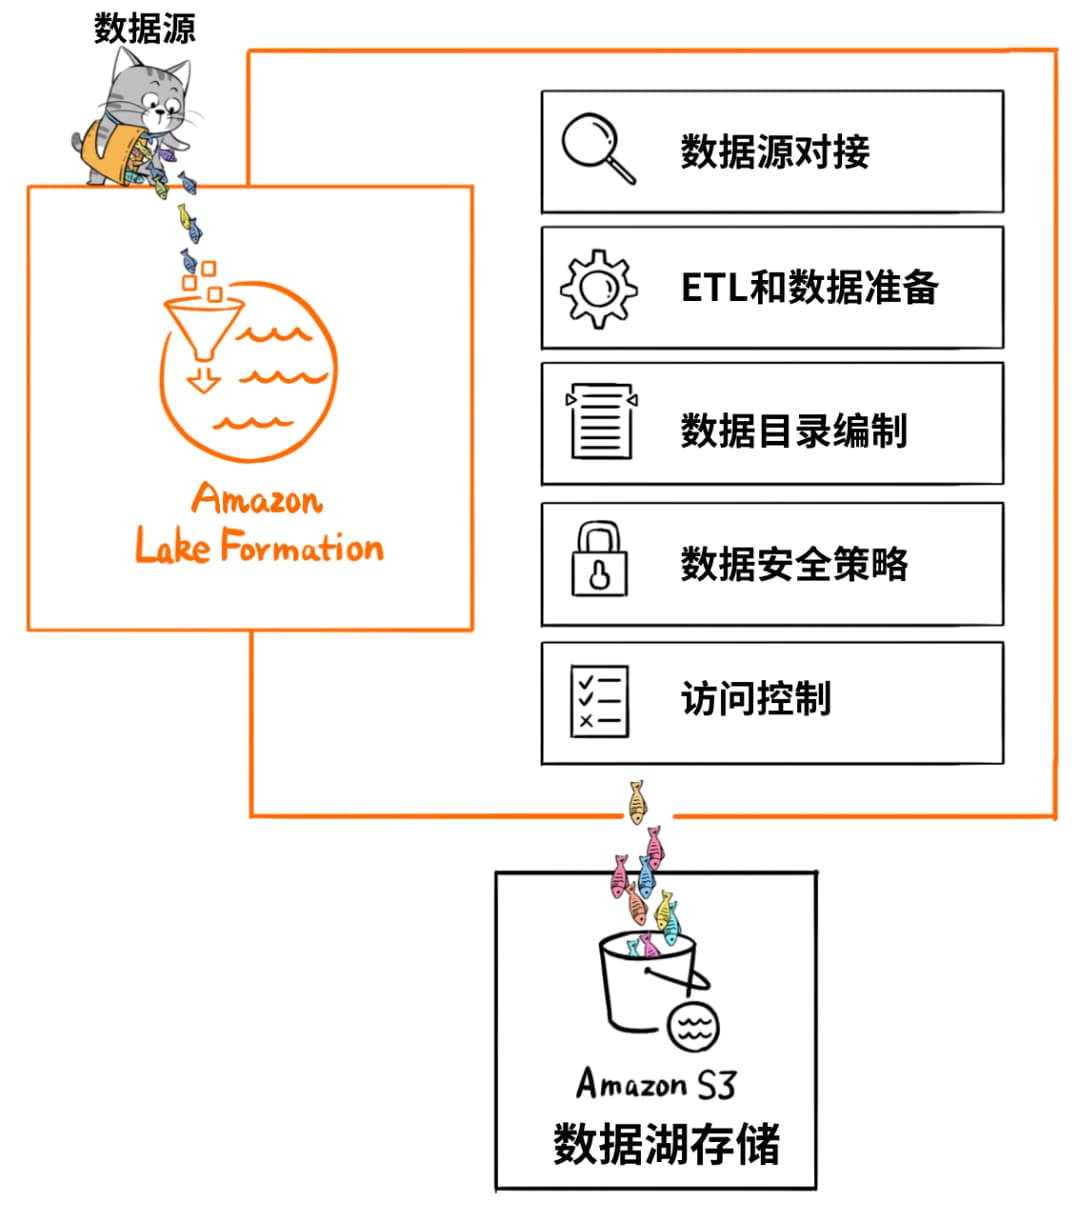 数据源
数据源对接
ETL和数据准备
数据目录编制
数据安全策略
访问控制
Amazon
Lake Formation
Amazon S3
数据湖存储